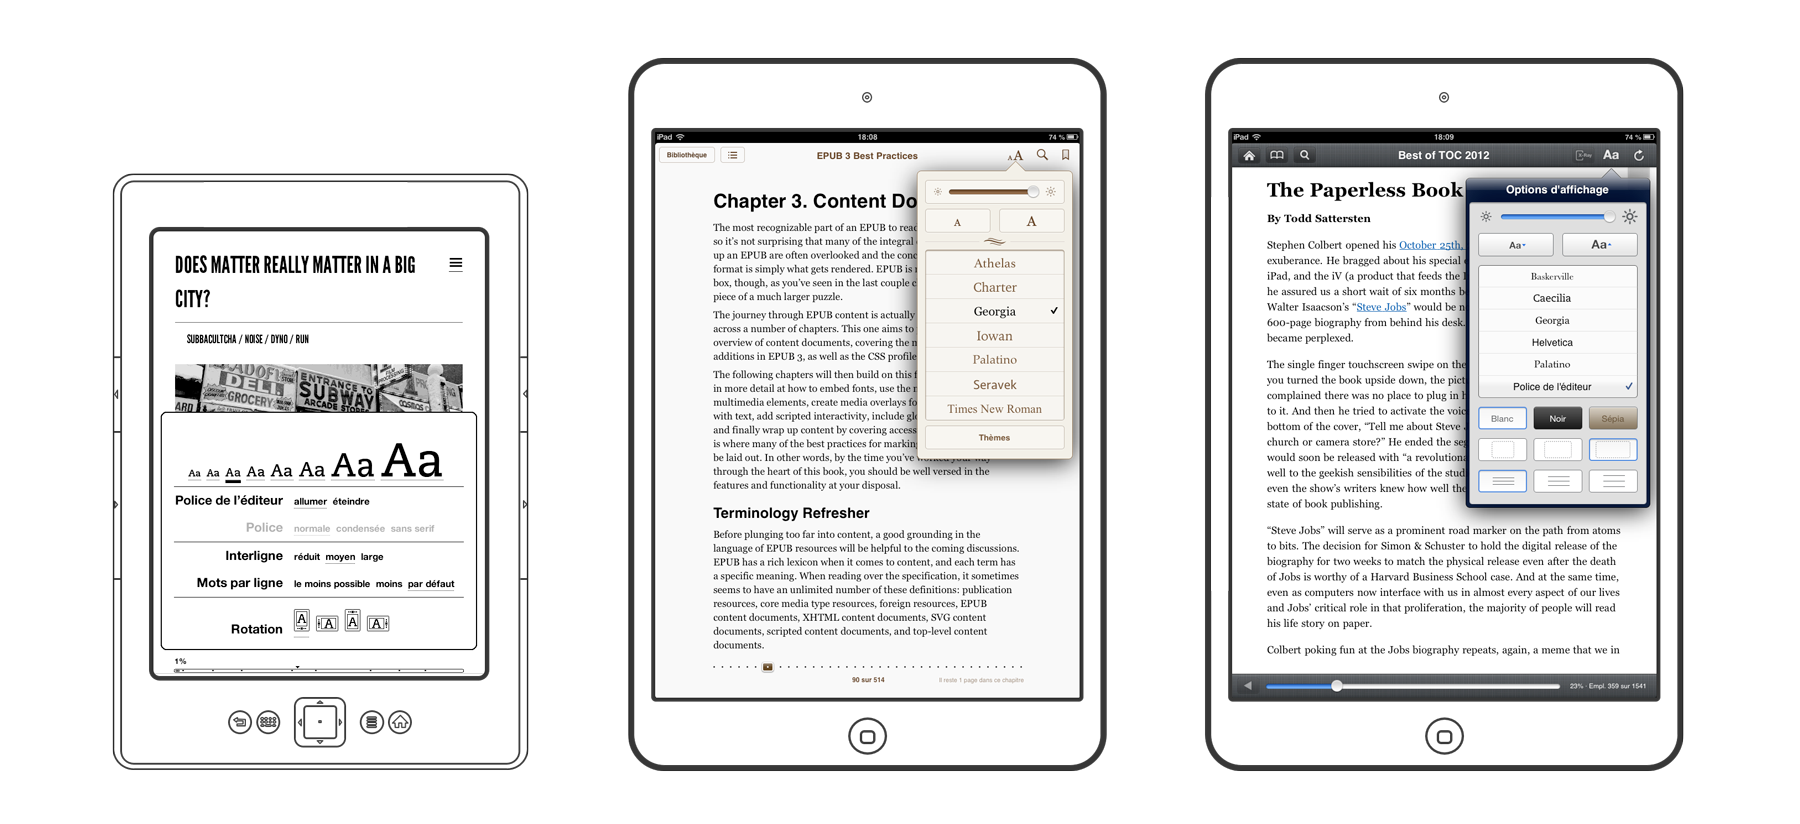 DOES MATTER REALLY MATTER IN A BIG
CITY?
SUBBACULTCHA / NOISE / DYNO / RUN
DELI
GROCERY
ENTRANCE
SUBWAY
ARCADE
Aa Aa Aa Aa Aa Aa Aa Aa
Police de l'éditeur allumer éteindre
Police normale condensée sans serif
Interligne réduit moyen large
Mots par ligne le moins possible moins par défaut
Rotation A A A A
1%
iPad 18:08 74 %
Bibliothèque EPUB 3 Best Practices AA
Chapter 3. Content Do
The most recognizable part of an EPUB to read
so it's not surprising that many of the integral
up an EPUB are often overlooked and the conc
format is simply what gets rendered. EPUB is
box, though, as you've seen in the last couple c
piece of a much larger puzzle.
The journey through EPUB content is actually
across a number of chapters. This one aims to
overview of content documents, covering the
additions in EPUB 3, as well as the CSS profile
The following chapters will then build on this f
in more detail at how to embed fonts, use the
multimedia elements, create media overlays fo
with text, add scripted interactivity, include glo
and finally wrap up content by covering access
is where many of the best practices for marking
be laid out. In other words, by the time you've worked your way
through the heart of this book, you should be well versed in the
features and functionality at your disposal.
Terminology Refresher
Before plunging too far into content, a good grounding in the
language of EPUB resources will be helpful to the coming discussions.
EPUB has a rich lexicon when it comes to content, and each term has
a specific meaning. When reading over the specification, it sometimes
seems to have an unlimited number of these definitions: publication
resources, core media type resources, foreign resources, EPUB
content documents, XHTML content documents, SVG content
documents, scripted content documents, and top-level content
documents.
90 sur 514 Il reste 1 page dans ce chapitre
A A
Athelas
Charter
Georgia
Iowan
Palatino
Seravek
Times New Roman
Thèmes
iPad 18:09 74 %
Best of TOC 2012 X-Ray Aa
The Paperless Book
By Todd Sattersten
Stephen Colbert opened his October 25th,
exuberance. He bragged about his special
iPad, and the iV (a product that feeds the
he assured us a short wait of six months b
Walter Isaacson's “Steve Jobs” would be n
600-page biography from behind his desk.
became perplexed.
The single finger touchscreen swipe on the
you turned the book upside down, the pict
complained there was no place to plug in h
to it. And then he tried to activate the voic
bottom of the cover, “Tell me about Steve J
church or camera store?” He ended the seg
would soon be released with “a revolutiona
well to the geekish sensibilities of the stud
even the show's writers knew how well the
state of book publishing.
“Steve Jobs” will serve as a prominent road marker on the path from atoms
to bits. The decision for Simon & Schuster to hold the digital release of the
biography for two weeks to match the physical release even after the death
of Jobs is worthy of a Harvard Business School case. And at the same time,
even as computers now interface with us in almost every aspect of our lives
and Jobs' critical role in that proliferation, the majority of people will read
his life story on paper.
Colbert poking fun at the Jobs biography repeats, again, a meme that we in
23% · Empl. 359 sur 1541
Options d'affichage
Aa Aa
Baskerville
Caecilia
Georgia
Helvetica
Palatino
Police de l'éditeur
Blanc Noir Sépia